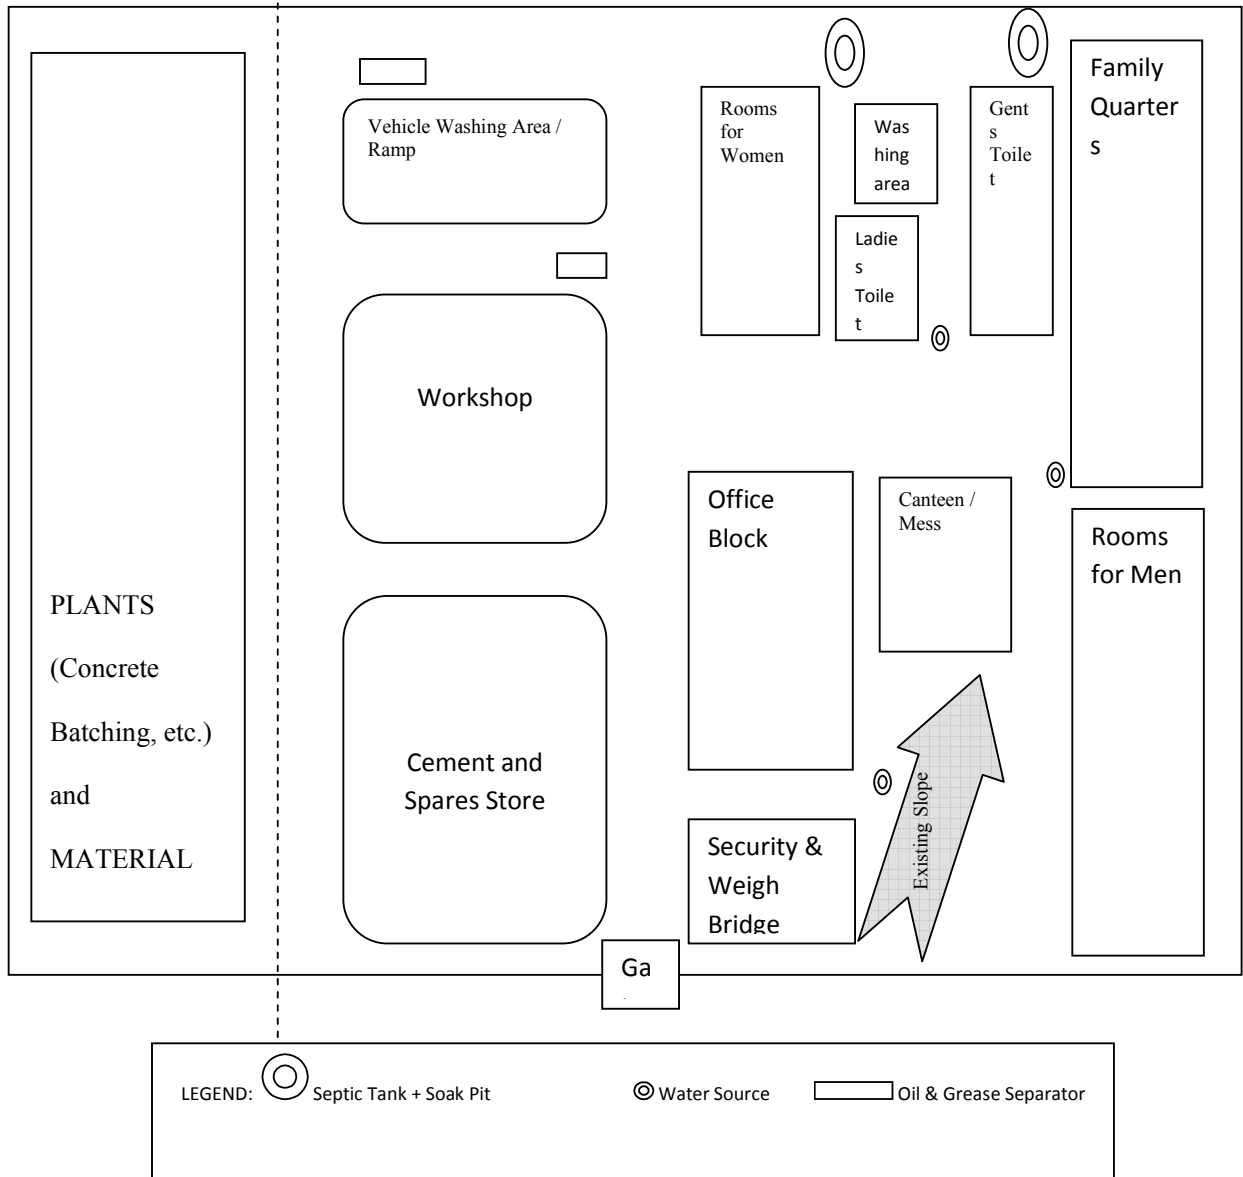 Vehicle Washing Area /
Ramp
Rooms
for
Women
Was
hing
area
Gent
s
Toile
t
Family
Quarter
s
Ladie
s
Toile
t
Workshop
Office
Block
Canteen /
Mess
Rooms
for Men
PLANTS
(Concrete
Batching, etc.)
and
MATERIAL
Cement and
Spares Store
Existing Slope
Security &
Weigh
Bridge
Ga
LEGEND: Septic Tank + Soak Pit Water Source Oil & Grease Separator